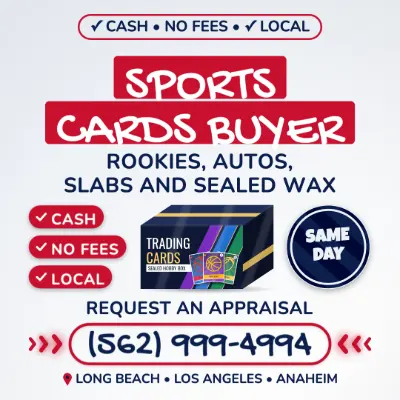 ✓ CASH • NO FEES • ✓ LOCAL
SPORTS
CARDS BUYER
ROOKIES, AUTOS,
SLABS AND SEALED WAX
✓ CASH
✓ NO FEES
✓ LOCAL
TRADING
CARDS
SEALED HOBBY BOX
SAME
DAY
REQUEST AN APPRAISAL
(562) 999-4994
LONG BEACH • LOS ANGELES • ANAHEIM